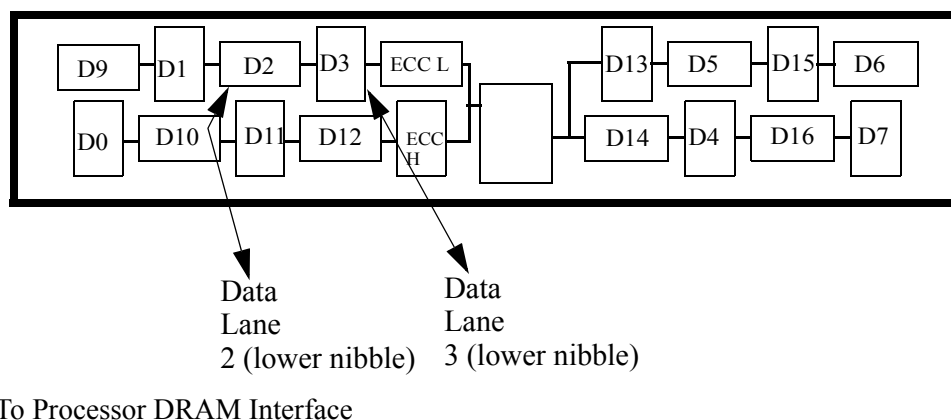 D9 D1 D2 D3 ECC L D13 D5 D15 D6
D0 D10 D11 D12 ECC D14 D4 D16 D7
H
Data
Lane
2 (lower nibble)
Data
Lane
3 (lower nibble)
To Processor DRAM Interface